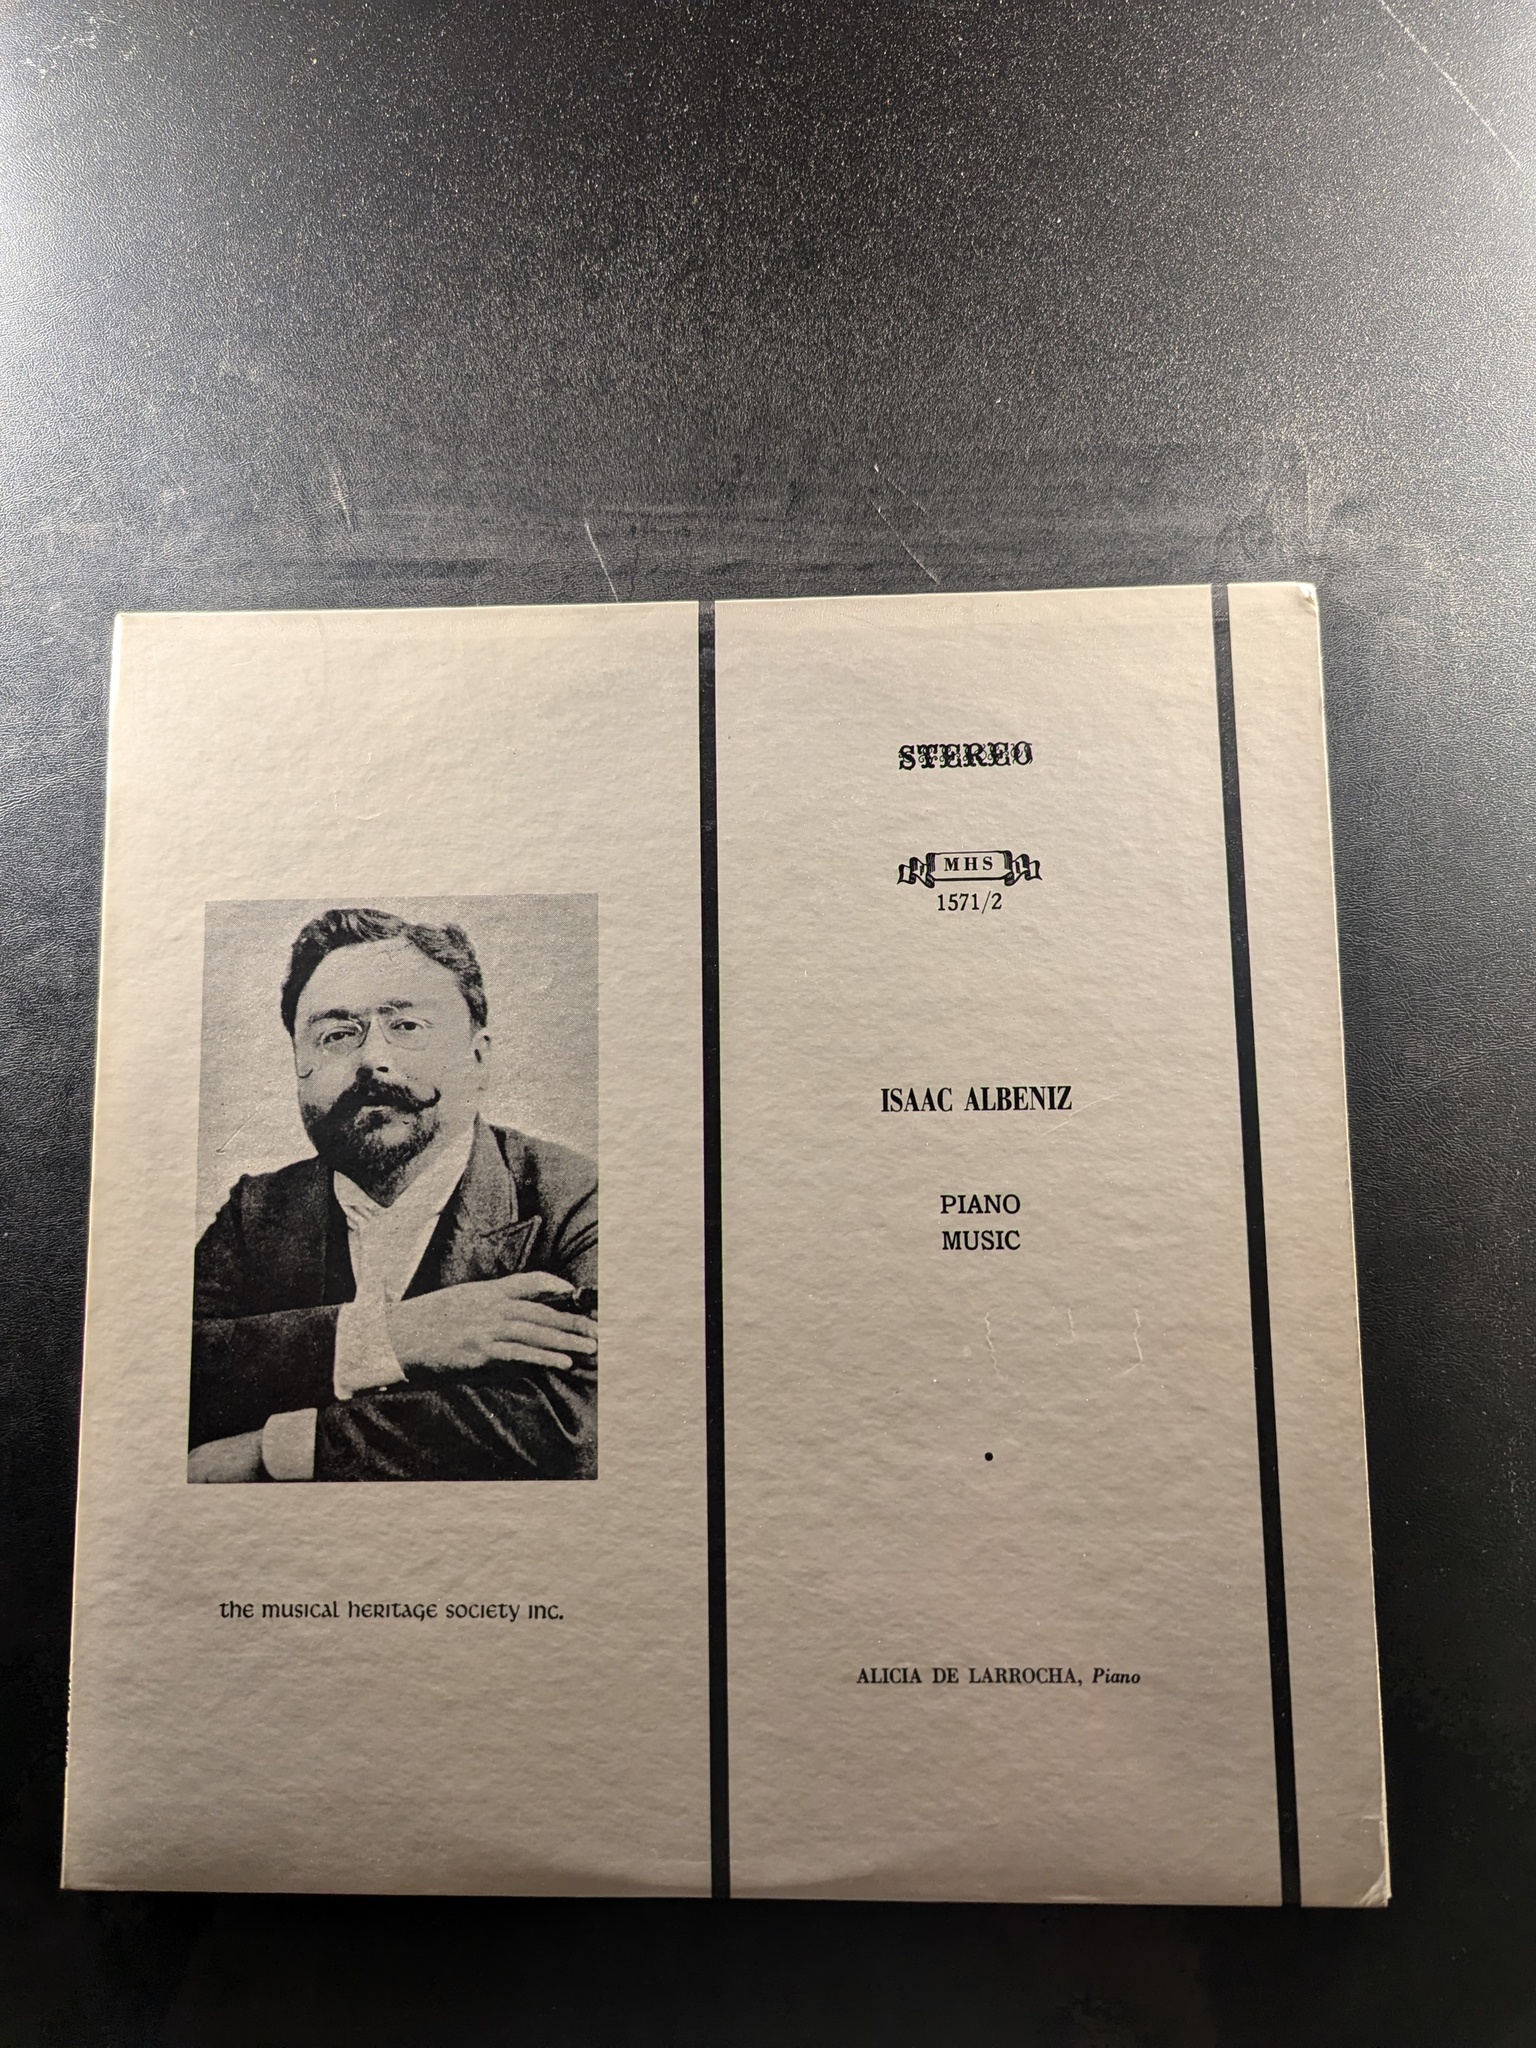 STEREO
MHS
1571/2
ISAAC ALBENIZ
PIANO
MUSIC
the musical heritage society inc.
ALICIA DE LARROCHA, Piano